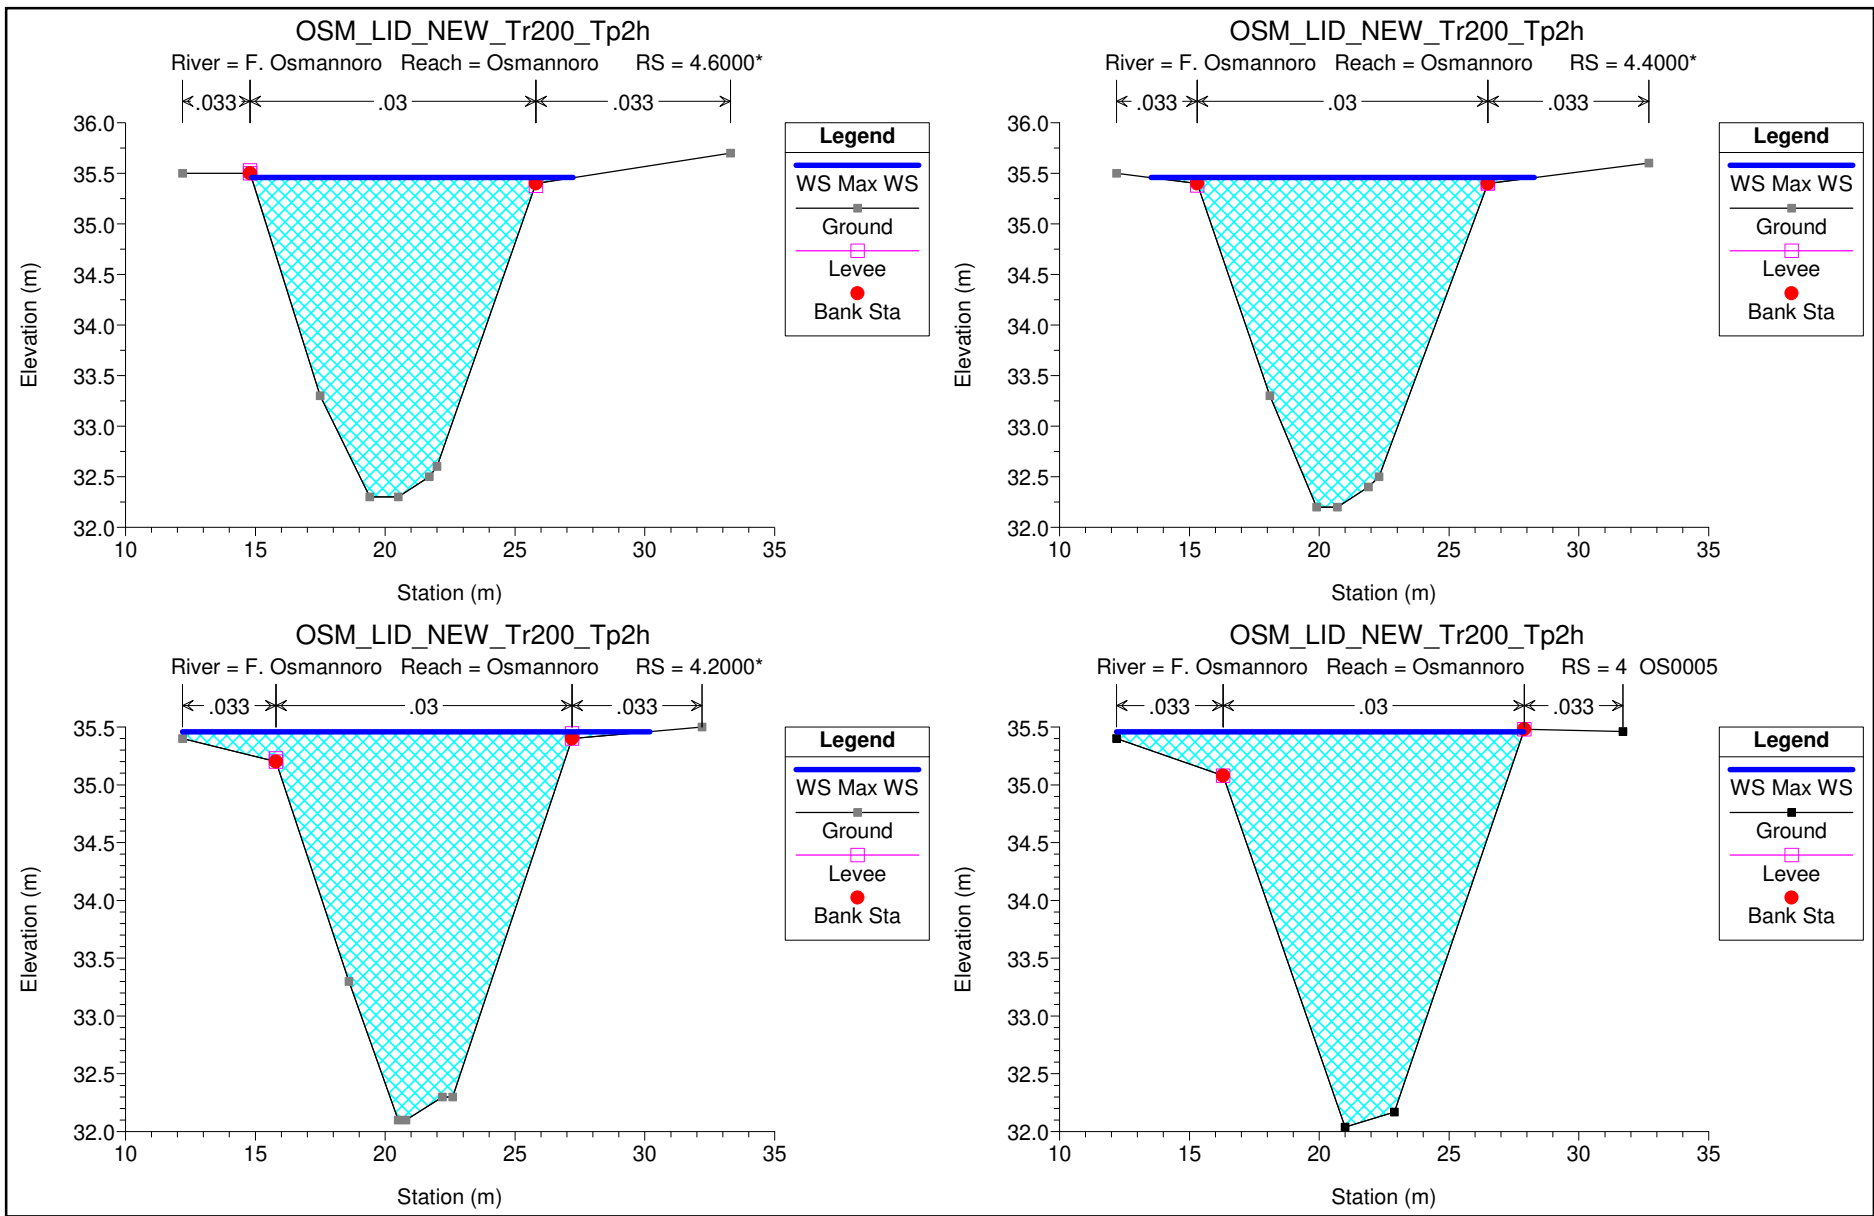 OSM_LID_NEW_Tr200_Tp2h
River = F. Osmannoro Reach = Osmannoro RS = 4.6000*
.033 .03 .033
36.0
35.5
35.0
34.5
34.0
33.5
33.0
32.5
32.0
Elevation (m)
10 15 20 25 30 35
Station (m)
Legend
WS Max WS
Ground
Levee
Bank Sta
OSM_LID_NEW_Tr200_Tp2h
River = F. Osmannoro Reach = Osmannoro RS = 4.4000*
.033 .03 .033
36.0
35.5
35.0
34.5
34.0
33.5
33.0
32.5
32.0
Elevation (m)
10 15 20 25 30 35
Station (m)
Legend
WS Max WS
Ground
Levee
Bank Sta
OSM_LID_NEW_Tr200_Tp2h
River = F. Osmannoro Reach = Osmannoro RS = 4.2000*
.033 .03 .033
35.5
35.0
34.5
34.0
33.5
33.0
32.5
32.0
Elevation (m)
10 15 20 25 30 35
Station (m)
Legend
WS Max WS
Ground
Levee
Bank Sta
OSM_LID_NEW_Tr200_Tp2h
River = F. Osmannoro Reach = Osmannoro RS = 4 OS0005
.033 .03 .033
35.5
35.0
34.5
34.0
33.5
33.0
32.5
32.0
Elevation (m)
10 15 20 25 30 35
Station (m)
Legend
WS Max WS
Ground
Levee
Bank Sta